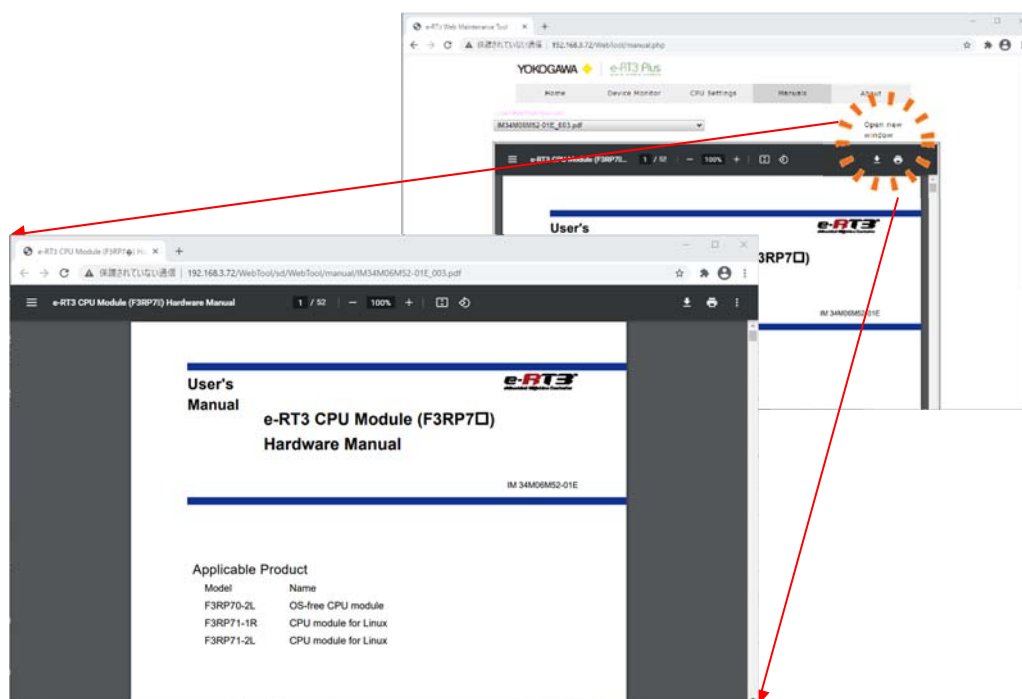 e-RT3 Web Maintenance Tool
保護されていない通信 | 192.168.3.72/WebTool/manual.php
YOKOGAWA
e-RT3 Plus
Home Device Monitor CPU Settings Manuals About
IM34M06M52-01E_003.pdf
Open new
window
e-RT3 CPU Module (F3RP7... 1 / 52 100%
User's
e-RT3
3RP7□)
IM 34M06M52-01E
e-RT3 CPU Module (F3RP7�) H
保護されていない通信 | 192.168.3.72/WebTool/sd/WebTool/manual/IM34M06M52-01E_003.pdf
e-RT3 CPU Module (F3RP7I) Hardware Manual 1 / 52 100%
User's
Manual
e-RT3
e-RT3 CPU Module (F3RP7□)
Hardware Manual
IM 34M06M52-01E
Applicable Product
Model Name
F3RP70-2L OS-free CPU module
F3RP71-1R CPU module for Linux
F3RP71-2L CPU module for Linux